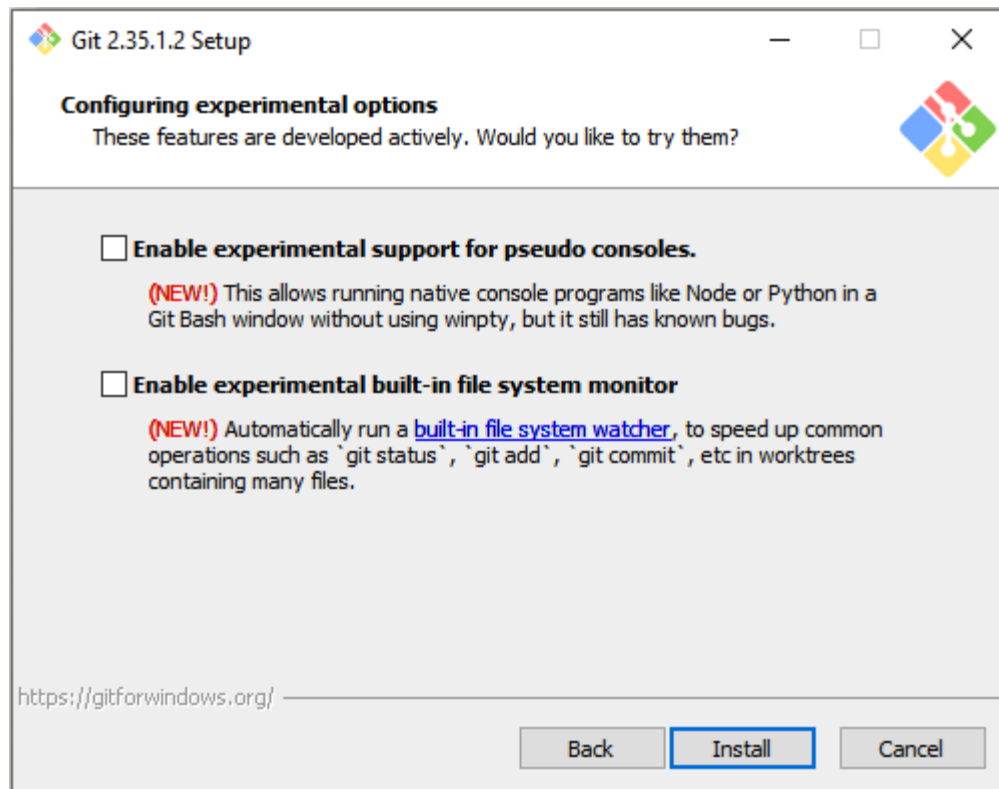 Git 2.35.1.2 Setup
Configuring experimental options
These features are developed actively. Would you like to try them?
Enable experimental support for pseudo consoles.
(NEW!) This allows running native console programs like Node or Python in a
Git Bash window without using winpty, but it still has known bugs.
Enable experimental built-in file system monitor
(NEW!) Automatically run a built-in file system watcher, to speed up common
operations such as `git status`, `git add`, `git commit`, etc in worktrees
containing many files.
https://gitforwindows.org/
Back
Install
Cancel